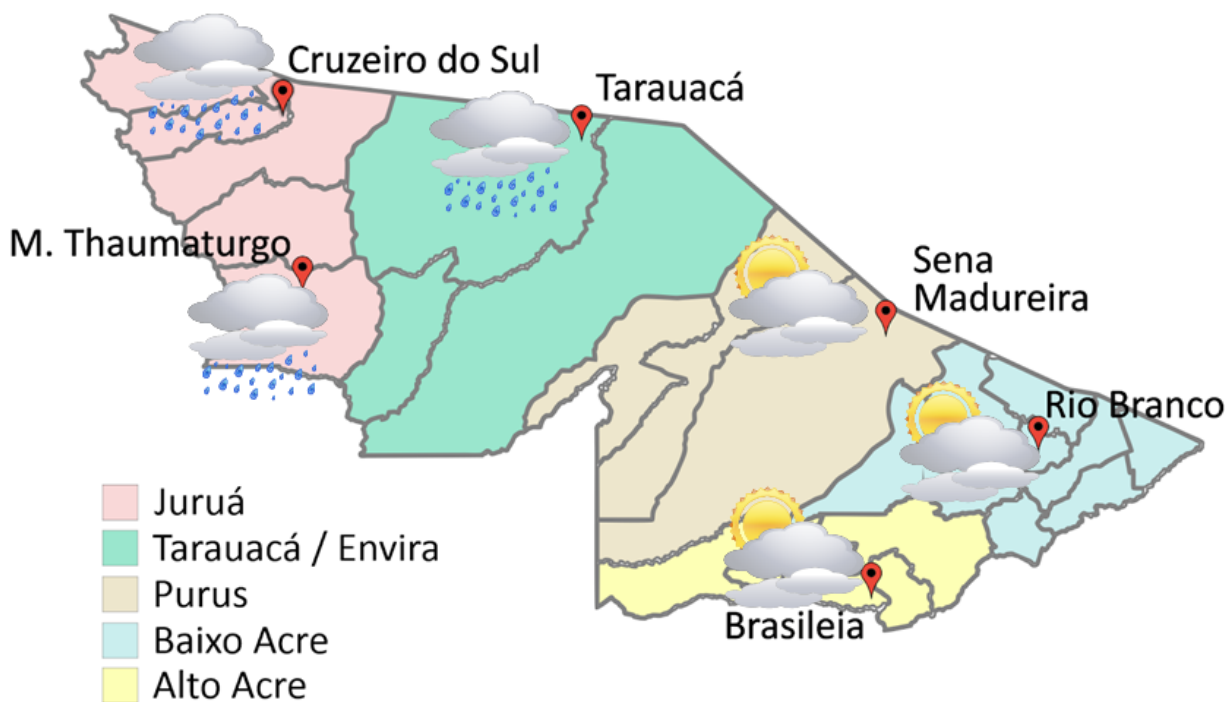 Cruzeiro do Sul
Tarauacá
M. Thaumaturgo
Sena
Madureira
Rio Branco
Brasileia
Juruá
Tarauacá / Envira
Purus
Baixo Acre
Alto Acre